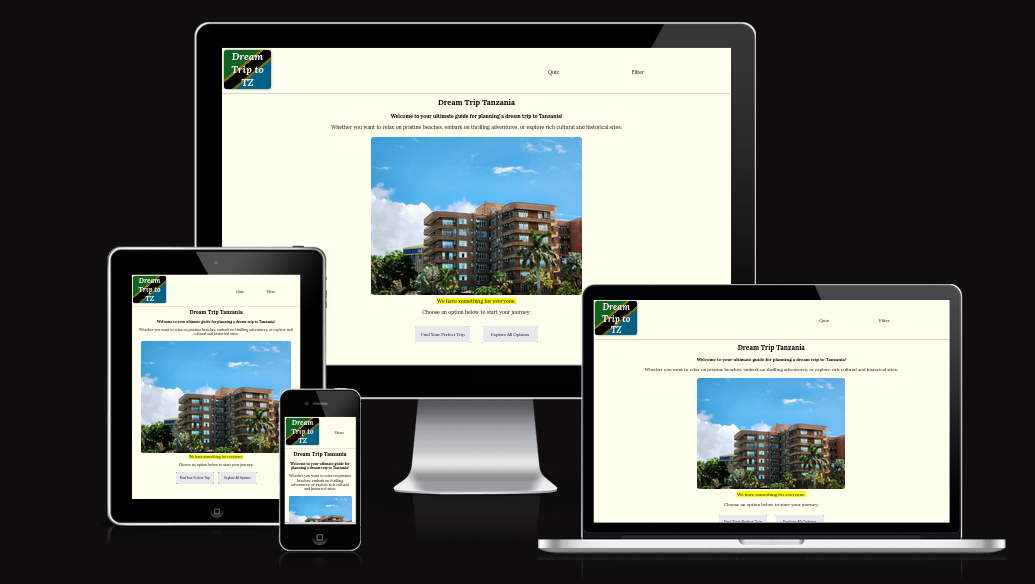 Dream
Trip to
TZ
Quiz
Filter
Dream Trip Tanzania
Welcome to your ultimate guide for planning a dream trip to Tanzania!
Whether you want to relax on pristine beaches, embark on thrilling adventures, or explore rich cultural and historical sites:
We have something for everyone.
Choose an option below to start your journey:
Find Your Perfect Trip
Explore All Options
Dream
Trip to
TZ
Quiz
Filter
Dream Trip Tanzania
Welcome to your ultimate guide for planning a dream trip to Tanzania!
Whether you want to relax on pristine beaches, embark on thrilling adventures, or explore rich
cultural and historical sites:
We have something for everyone.
Choose an option below to start your journey:
Find Your Perfect Trip
Explore All Options
Dream
Trip to
TZ
Menu
Dream Trip Tanzania
Welcome to your ultimate guide for
planning a dream trip to Tanzania!
Whether you want to relax on pristine
beaches, embark on thrilling
adventures, or explore rich cultural
and historical sites:
Dream
Trip to
TZ
Quiz
Filter
Dream Trip Tanzania
Welcome to your ultimate guide for planning a dream trip to Tanzania!
Whether you want to relax on pristine beaches, embark on thrilling adventures, or explore rich cultural and historical sites:
We have something for everyone.
Choose an option below to start your journey:
Find Your Perfect Trip
Explore All Options